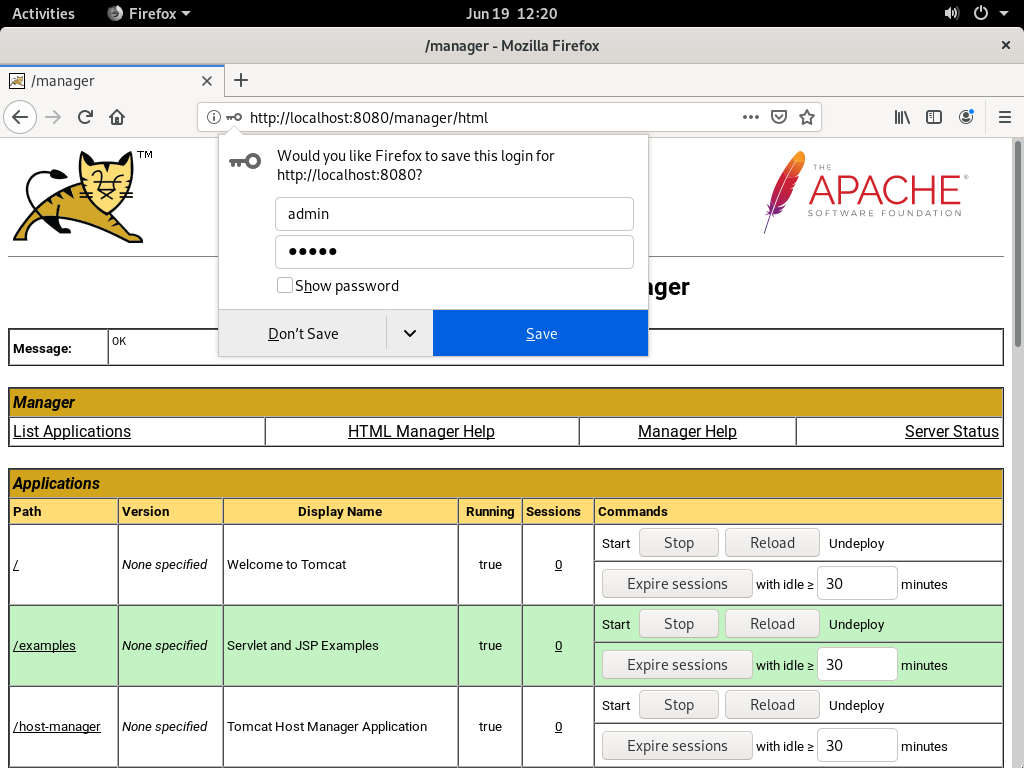 Activities Firefox Jun 19 12:20
/manager - Mozilla Firefox
/manager
http://localhost:8080/manager/html
TM
Would you like Firefox to save this login for
http://localhost:8080?
admin
●●●●●
Show password
Don't Save Save
THE
APACHE®
SOFTWARE FOUNDATION
ager
Message: OK
Manager
List Applications HTML Manager Help Manager Help Server Status
Applications
Path Version Display Name Running Sessions Commands
/ None specified Welcome to Tomcat true 0 Start Stop Reload Undeploy
Expire sessions with idle ≥ 30 minutes
/examples None specified Servlet and JSP Examples true 0 Start Stop Reload Undeploy
Expire sessions with idle ≥ 30 minutes
/host-manager None specified Tomcat Host Manager Application true 0 Start Stop Reload Undeploy
Expire sessions with idle ≥ 30 minutes